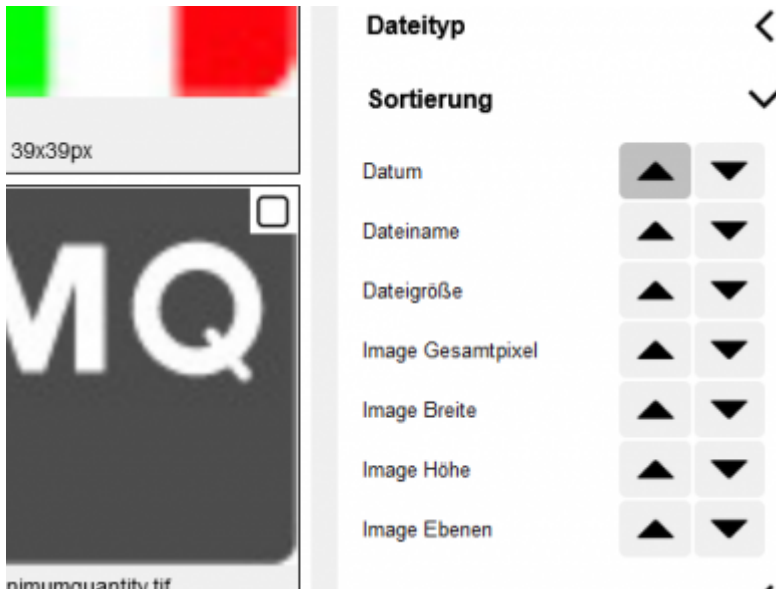 39x39px
MQ
Dateityp
Sortierung
Datum
Dateiname
Dateigröße
Image Gesamtpixel
Image Breite
Image Höhe
Image Ebenen